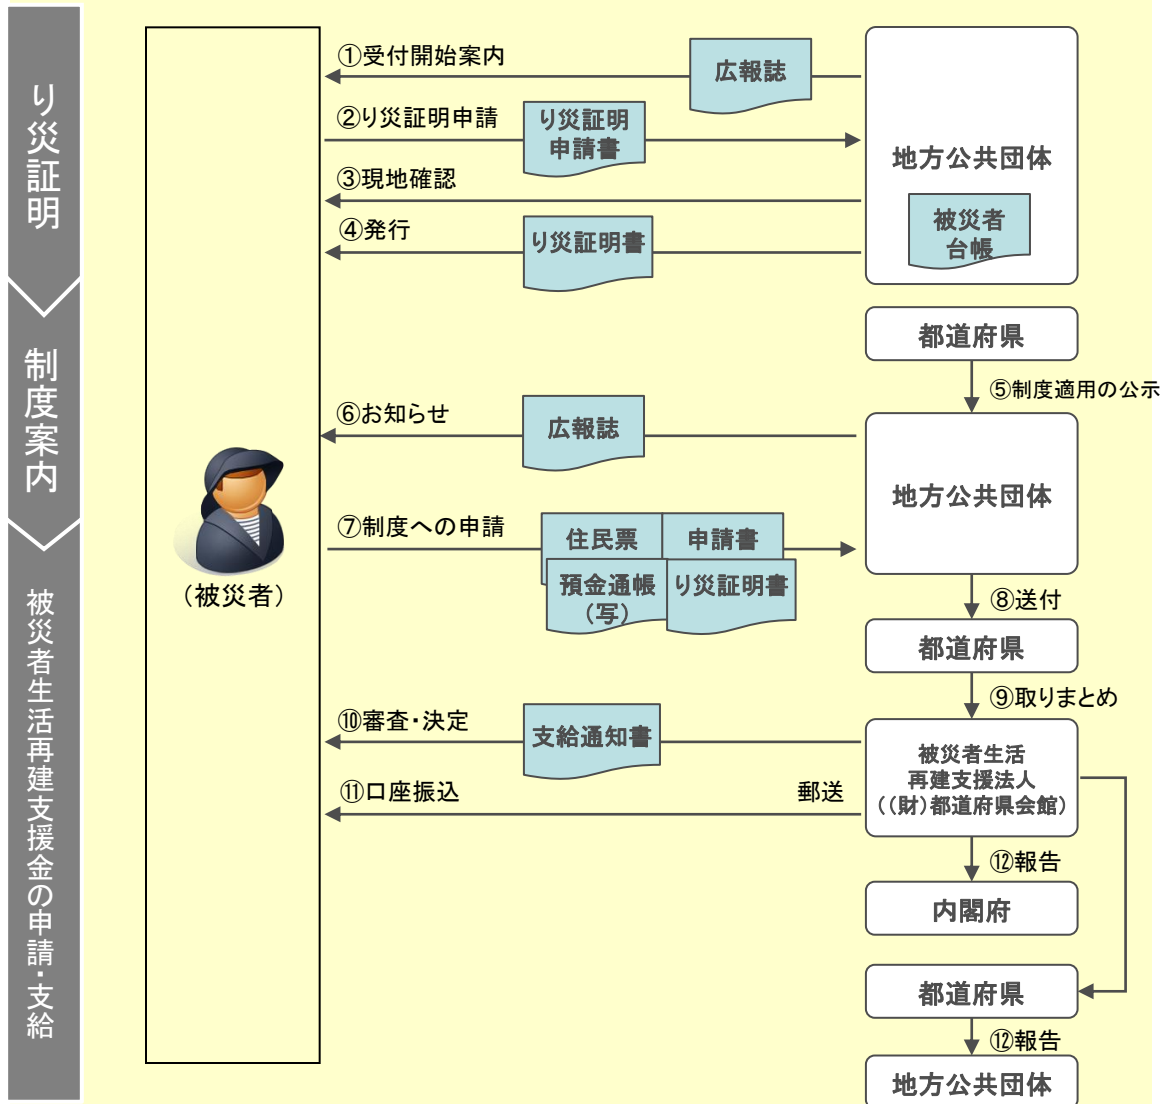 り災証明
①受付開始案内
広報誌
②り災証明申請
り災証明
申請書
③現地確認
④発行
り災証明書
地方公共団体
被災者
台帳
制度案内
都道府県
⑤制度適用の公示
⑥お知らせ
広報誌
地方公共団体
(被災者)
⑦制度への申請
住民票
申請書
預金通帳
(写)
り災証明書
⑧送付
都道府県
⑨取りまとめ
被災者生活再建支援金の申請・支給
⑩審査・決定
支給通知書
⑪口座振込
郵送
被災者生活
再建支援法人
((財)都道府県会館)
⑫報告
内閣府
都道府県
⑫報告
地方公共団体